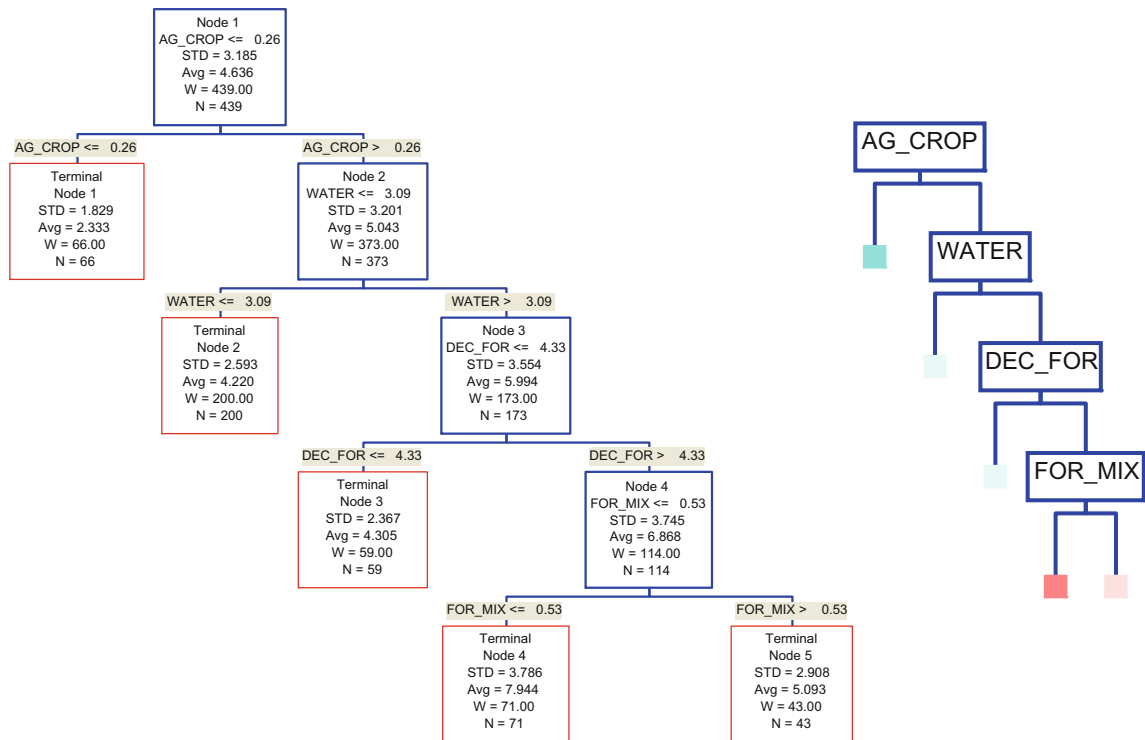 Node 1
AG_CROP <= 0.26
STD = 3.185
Avg = 4.636
W = 439.00
N = 439
AG_CROP <= 0.26
AG_CROP > 0.26
Terminal
Node 1
STD = 1.829
Avg = 2.333
W = 66.00
N = 66
Node 2
WATER <= 3.09
STD = 3.201
Avg = 5.043
W = 373.00
N = 373
WATER <= 3.09
WATER > 3.09
Terminal
Node 2
STD = 2.593
Avg = 4.220
W = 200.00
N = 200
Node 3
DEC_FOR <= 4.33
STD = 3.554
Avg = 5.994
W = 173.00
N = 173
DEC_FOR <= 4.33
DEC_FOR > 4.33
Terminal
Node 3
STD = 2.367
Avg = 4.305
W = 59.00
N = 59
Node 4
FOR_MIX <= 0.53
STD = 3.745
Avg = 6.868
W = 114.00
N = 114
FOR_MIX <= 0.53
FOR_MIX > 0.53
Terminal
Node 4
STD = 3.786
Avg = 7.944
W = 71.00
N = 71
Terminal
Node 5
STD = 2.908
Avg = 5.093
W = 43.00
N = 43
AG_CROP
WATER
DEC_FOR
FOR_MIX